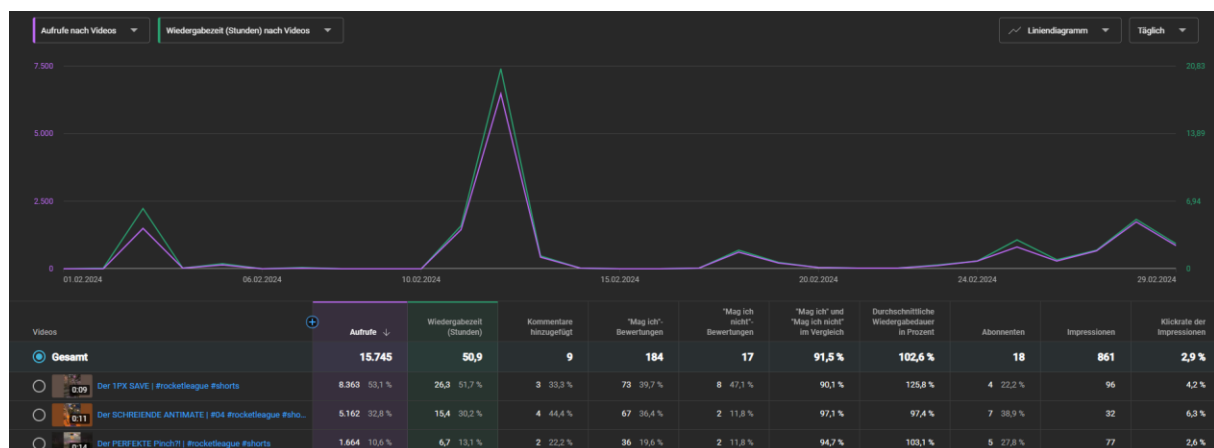 Aufrufe nach Videos Wiedergabezeit (Stunden) nach Videos Liniendiagramm Täglich
7.500 20,83
5.000 13,89
2.500 6,94
0 0
01.02.2024 06.02.2024 10.02.2024 15.02.2024 20.02.2024 24.02.2024 29.02.2024
Videos Aufrufe ↓ Wiedergabezeit (Stunden) Kommentare hinzugefügt "Mag ich"-Bewertungen "Mag ich nicht"-Bewertungen "Mag ich" und "Mag ich nicht" im Vergleich Durchschnittliche Wiedergabedauer in Prozent Abonnenten Impressionen Klickrate der Impressionen
Gesamt 15.745 50,9 9 184 17 91,5 % 102,6 % 18 861 2,9 %
0:09 Der 1PX SAVE | #rocketleague #shorts 8.363 53,1 % 26,3 51,7 % 3 33,3 % 73 39,7 % 8 47,1 % 90,1 % 125,8 % 4 22,2 % 96 4,2 %
0:11 Der SCHREIENDE ANTIMATE | #04 #rocketleague #sho... 5.162 32,8 % 15,4 30,2 % 4 44,4 % 67 36,4 % 2 11,8 % 97,1 % 97,4 % 7 38,9 % 32 6,3 %
0:14 Der PERFEKTE Pinch?! | #rocketleague #shorts 1.664 10,6 % 6,7 13,1 % 2 22,2 % 36 19,6 % 2 11,8 % 94,7 % 103,1 % 5 27,8 % 77 2,6 %